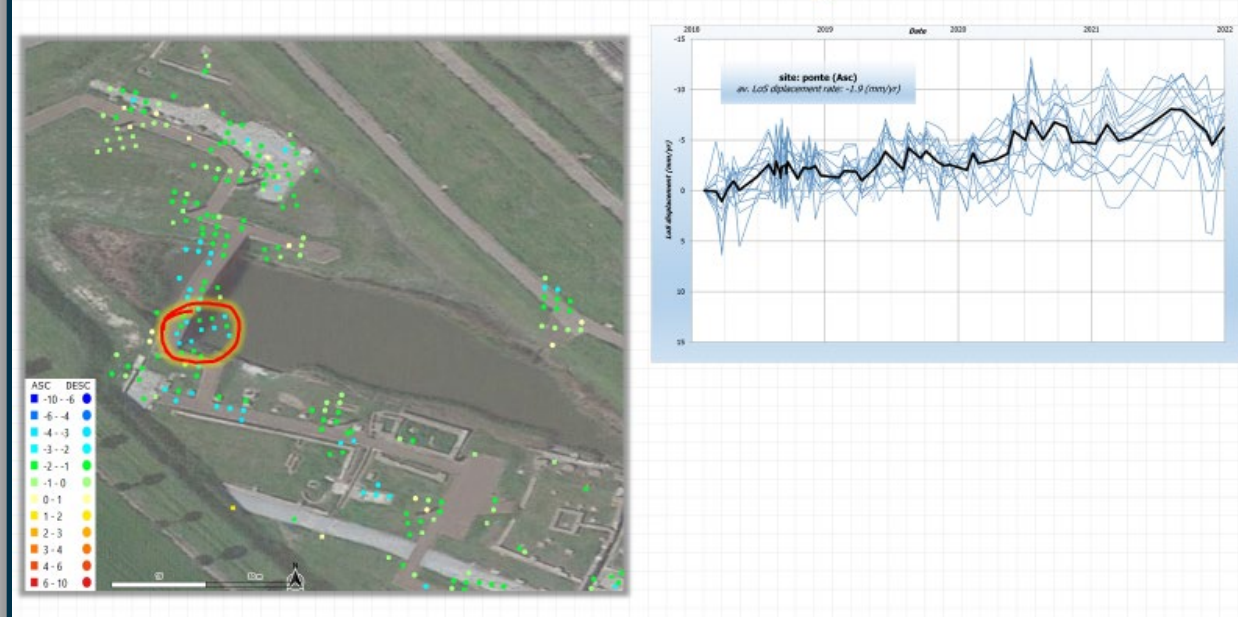 ASC DESC
-10 - -6
-6 - -4
-4 - -3
-3 - -2
-2 - -1
-1 - 0
0 - 1
1 - 2
2 - 3
3 - 4
4 - 6
6 - 10
N
2018 2019 2020 2021 2022
Date
site: ponte (Asc)
av. LoS diplacement rate: -1.9 (mm/yr)
LoS displacement (mm/yr)
-15
-10
-5
0
5
10
15